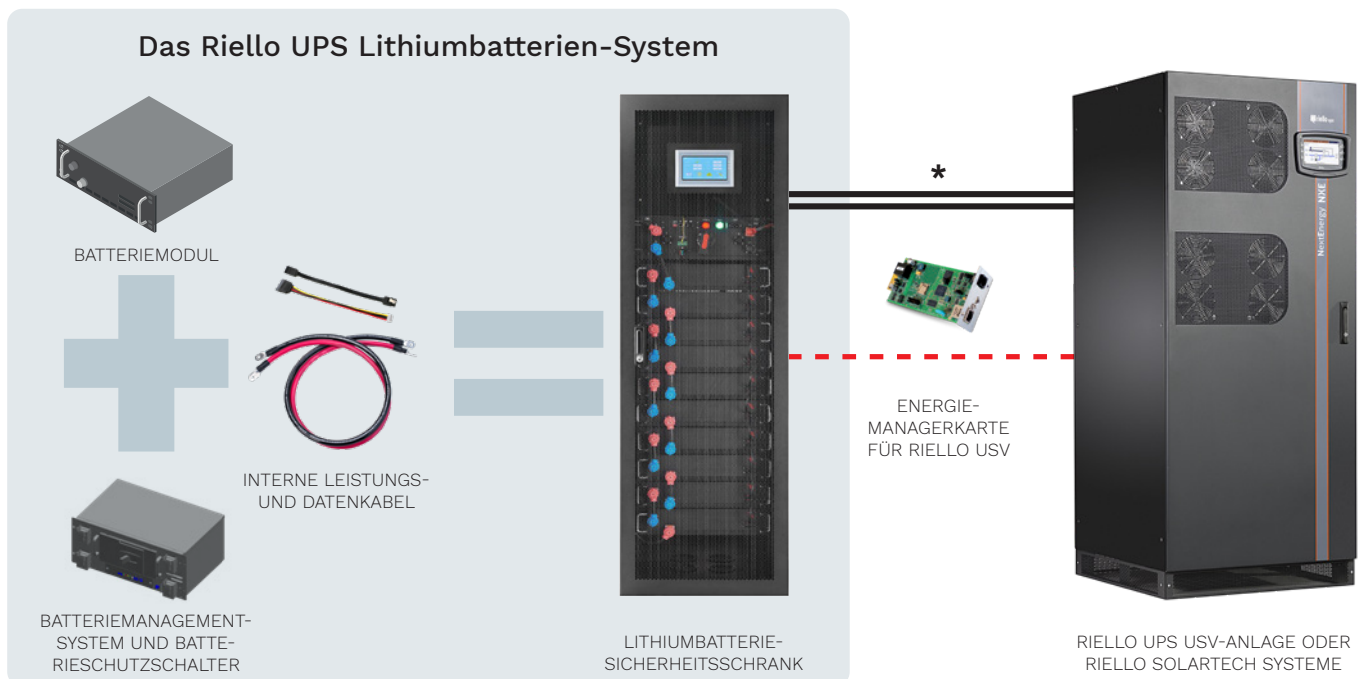 Das Riello UPS Lithiumbatterien-System
BATTERIEMODUL
INTERNE LEISTUNGS-
UND DATENKABEL
BATTERIEMANAGEMENT-
SYSTEM UND BATTE-
RIESCHUTZSCHALTER
LITHIUMBATTERIE-
SICHERHEITSSCHRANK
*
ENERGIE-
MANAGERKARTE
FÜR RIELLO USV
NextEnergy NXE
RIELLO UPS USV-ANLAGE ODER
RIELLO SOLARTECH SYSTEME